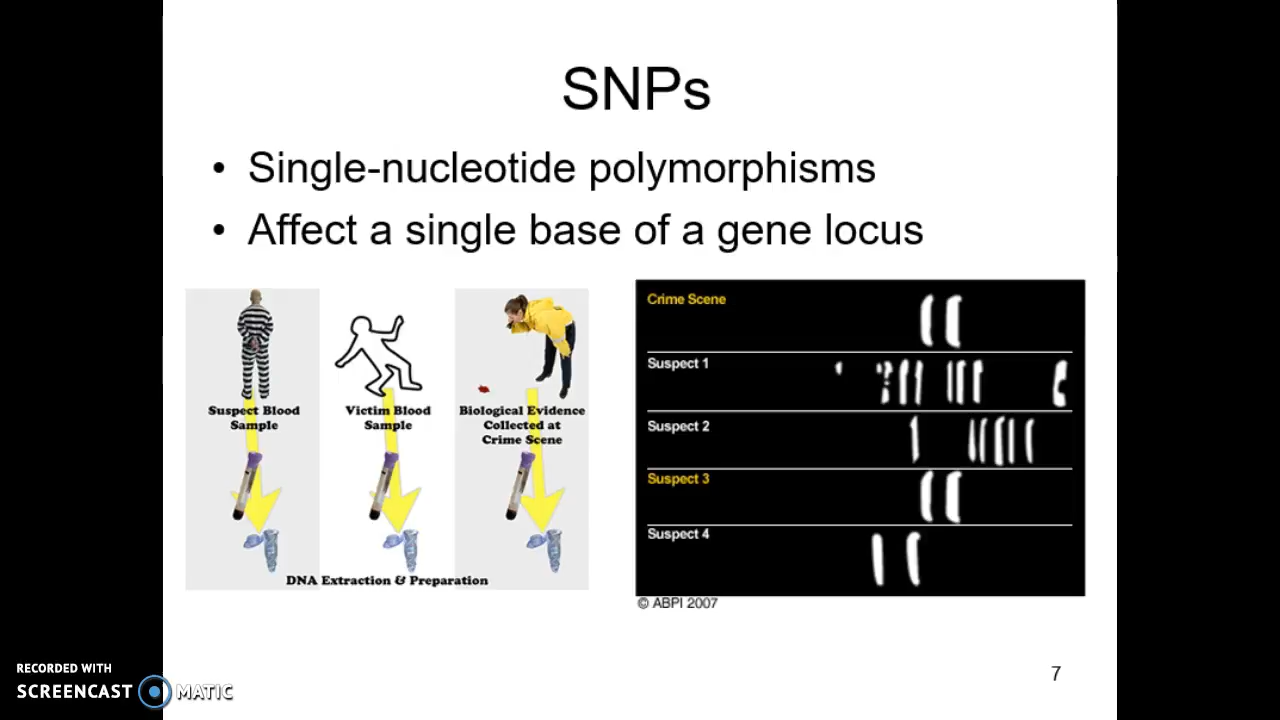 SNPs
• Single-nucleotide polymorphisms
• Affect a single base of a gene locus
Suspect Blood
Sample
Victim Blood
Sample
Biological Evidence
Collected at
Crime Scene
DNA Extraction & Preparation
Crime Scene
Suspect 1
Suspect 2
Suspect 3
Suspect 4
© ABPI 2007
7
RECORDED WITH
SCREENCAST MATIC